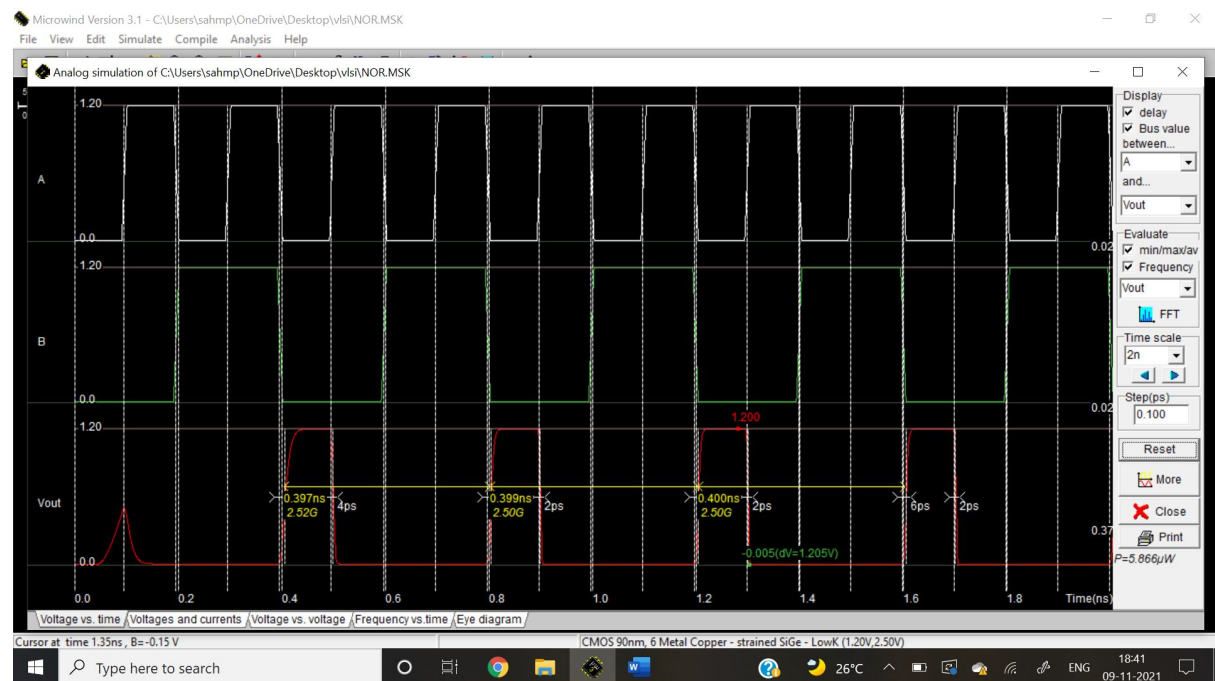 Microwind Version 3.1 - C:\Users\sahmp\OneDrive\Desktop\vlsi\NOR.MSK
File View Edit Simulate Compile Analysis Help
Analog simulation of C:\Users\sahmp\OneDrive\Desktop\vlsi\NOR.MSK
5
0
1.20
A
0.0
0.02
1.20
B
0.0
0.02
1.20
1.200
Vout
0.397ns
2.52G
4ps
0.399ns
2.50G
2ps
0.400ns
2.50G
2ps
6ps
2ps
0.37
-0.005(dV=1.205V)
0.0
0.0 0.2 0.4 0.6 0.8 1.0 1.2 1.4 1.6 1.8 Time(ns)
Display
delay
Bus value
between...
A
and...
Vout
Evaluate
min/max/av
Frequency
Vout
FFT
Time scale
2n
Step(ps)
0.100
Reset
More
Close
Print
P=5.866µW
Voltage vs. time Voltages and currents Voltage vs. voltage Frequency vs.time Eye diagram
Cursor at time 1.35ns , B=-0.15 V CMOS 90nm, 6 Metal Copper - strained SiGe - LowK (1.20V,2.50V)
Type here to search 26°C ENG 18:41
09-11-2021